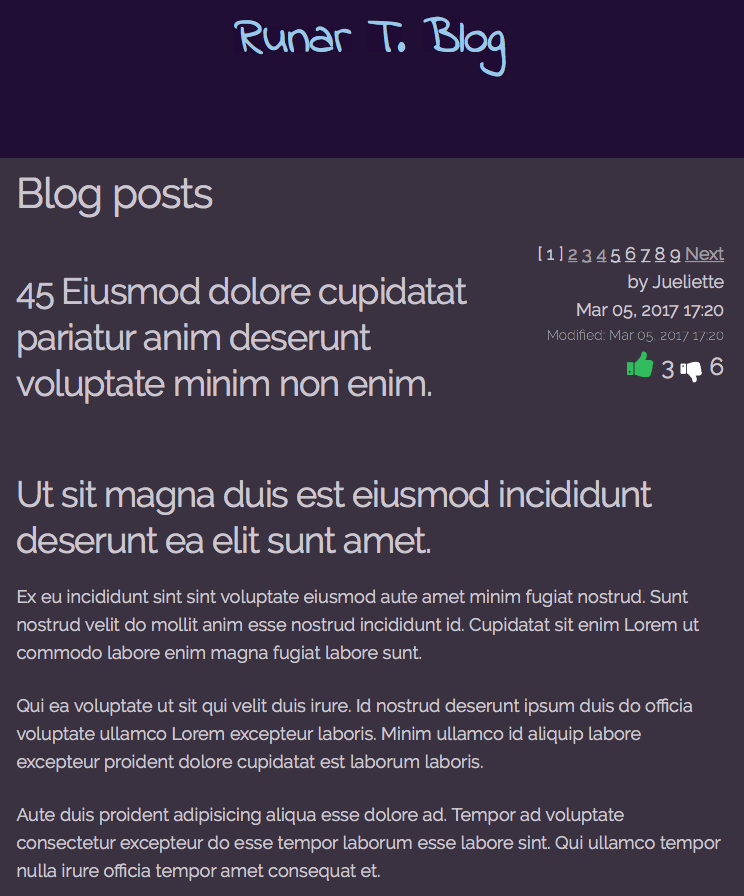 Runar T. Blog
Blog posts
[ 1 ] 2 3 4 5 6 7 8 9 Next
by Jueliette
Mar 05, 2017 17:20
Modified: Mar 05, 2017 17:20
3 6
45 Eiusmod dolore cupidatat
pariatur anim deserunt
voluptate minim non enim.
Ut sit magna duis est eiusmod incididunt
deserunt ea elit sunt amet.
Ex eu incididunt sint sint voluptate eiusmod aute amet minim fugiat nostrud. Sunt
nostrud velit do mollit anim esse nostrud incididunt id. Cupidatat sit enim Lorem ut
commodo labore enim magna fugiat labore sunt.
Qui ea voluptate ut sit qui velit duis irure. Id nostrud deserunt ipsum duis do officia
voluptate ullamco Lorem excepteur laboris. Minim ullamco id aliquip labore
excepteur proident dolore cupidatat est laborum laboris.
Aute duis proident adipisicing aliqua esse dolore ad. Tempor ad voluptate
consectetur excepteur do esse tempor laborum esse labore sint. Qui ullamco tempor
nulla irure officia tempor amet consequat et.